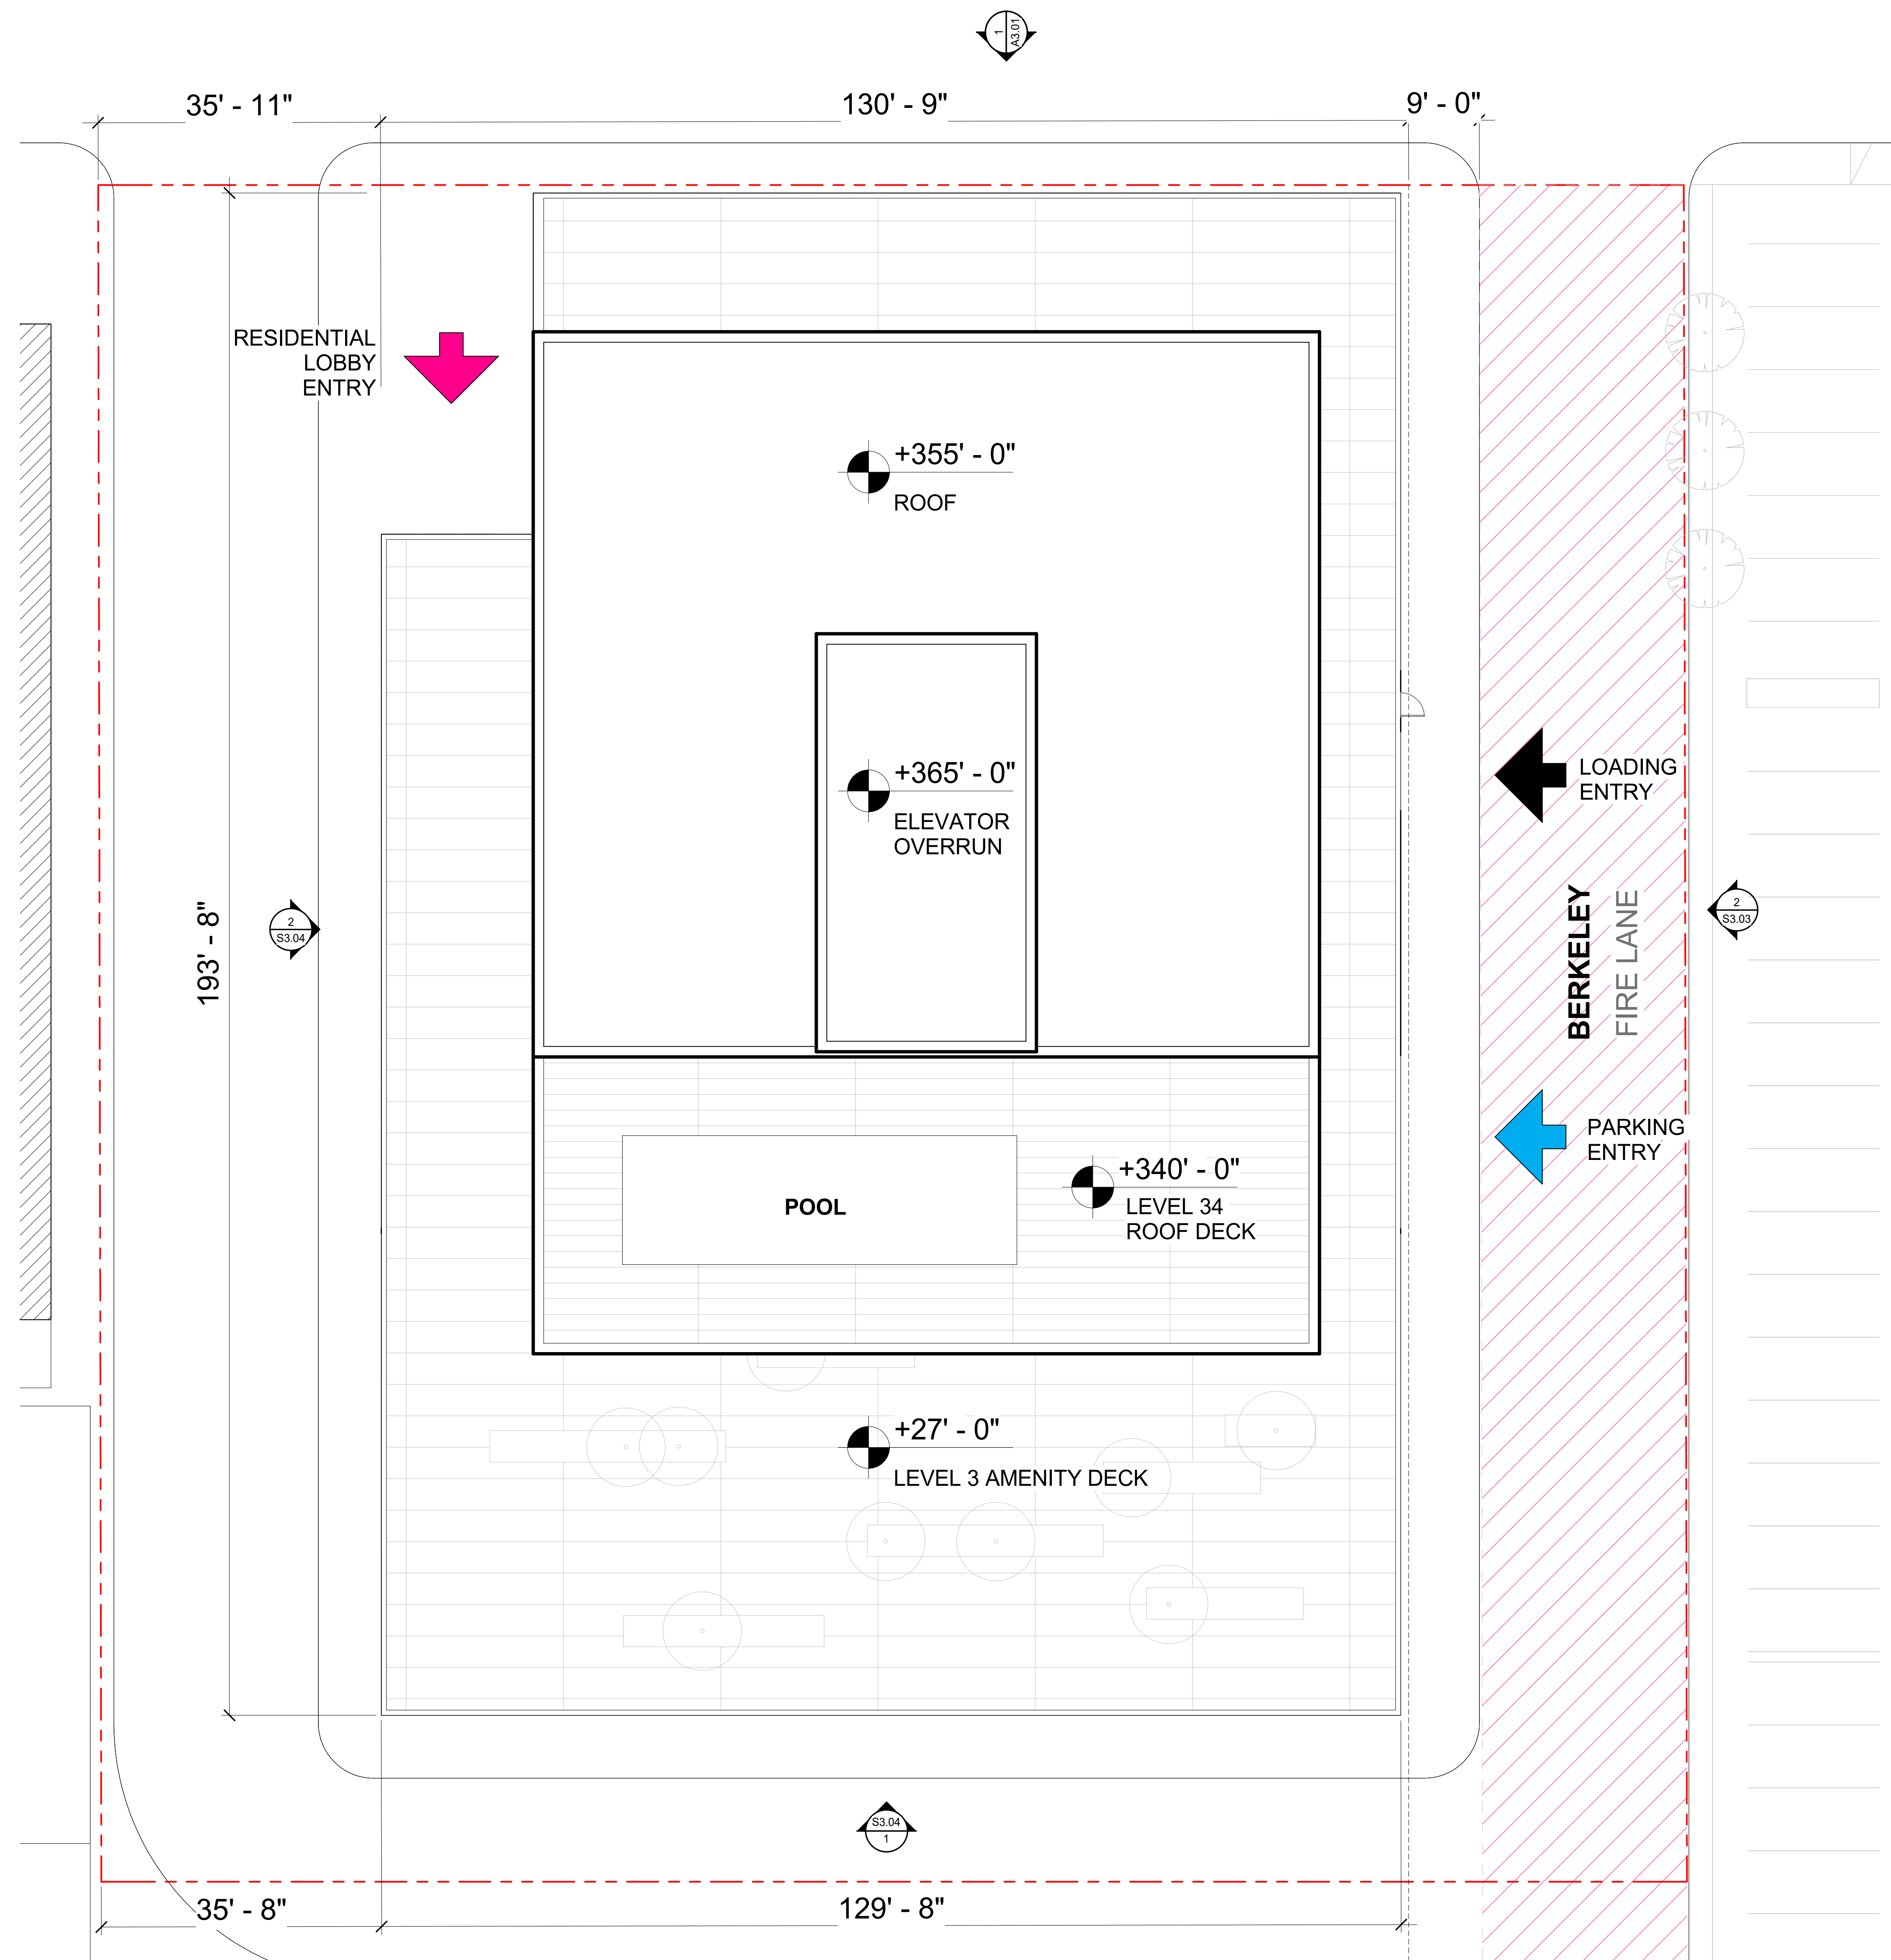 1
A3.01
35' - 11"
130' - 9"
9' - 0"
RESIDENTIAL
LOBBY
ENTRY
+355' - 0"
ROOF
+365' - 0"
ELEVATOR
OVERRUN
LOADING
ENTRY
193' - 8"
2
S3.04
BERKELEY
FIRE LANE
2
S3.03
PARKING
ENTRY
POOL
+340' - 0"
LEVEL 34
ROOF DECK
+27' - 0"
LEVEL 3 AMENITY DECK
S3.04
1
35' - 8"
129' - 8"